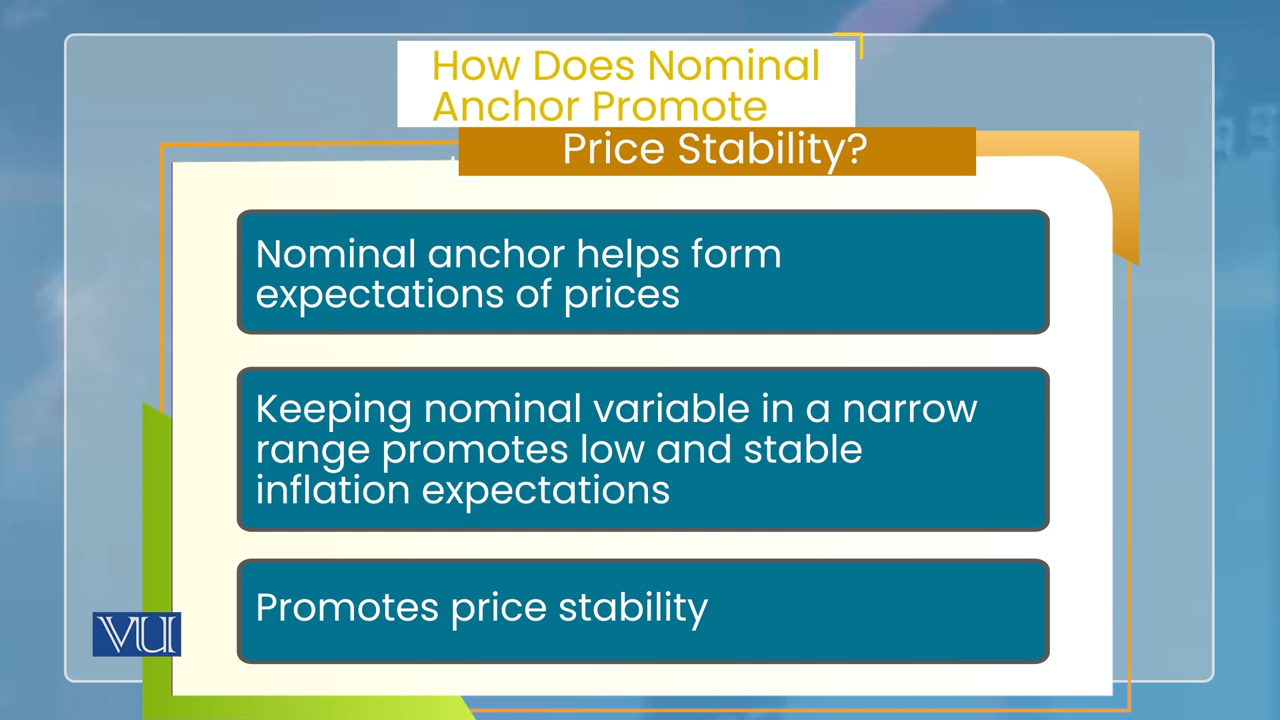 How Does Nominal
Anchor Promote
Price Stability?
Nominal anchor helps form
expectations of prices
Keeping nominal variable in a narrow
range promotes low and stable
inflation expectations
Promotes price stability
VU